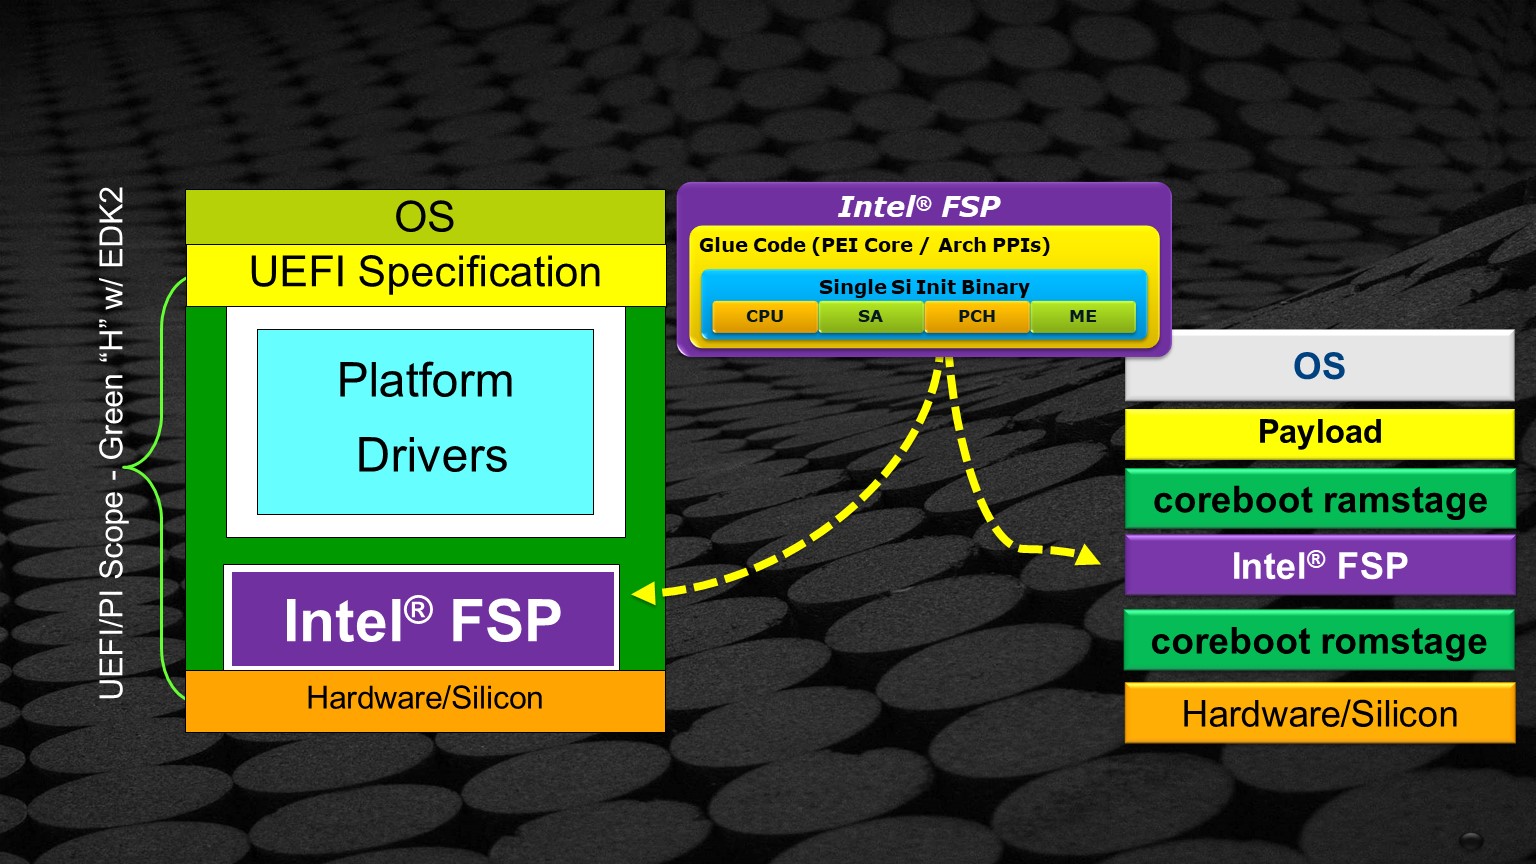 UEFI/PI Scope - Green “H” w/ EDK2
OS
UEFI Specification
Platform
Drivers
Intel® FSP
Hardware/Silicon
Intel® FSP
Glue Code (PEI Core / Arch PPIs)
Single Si Init Binary
CPU
SA
PCH
ME
OS
Payload
coreboot ramstage
Intel® FSP
coreboot romstage
Hardware/Silicon